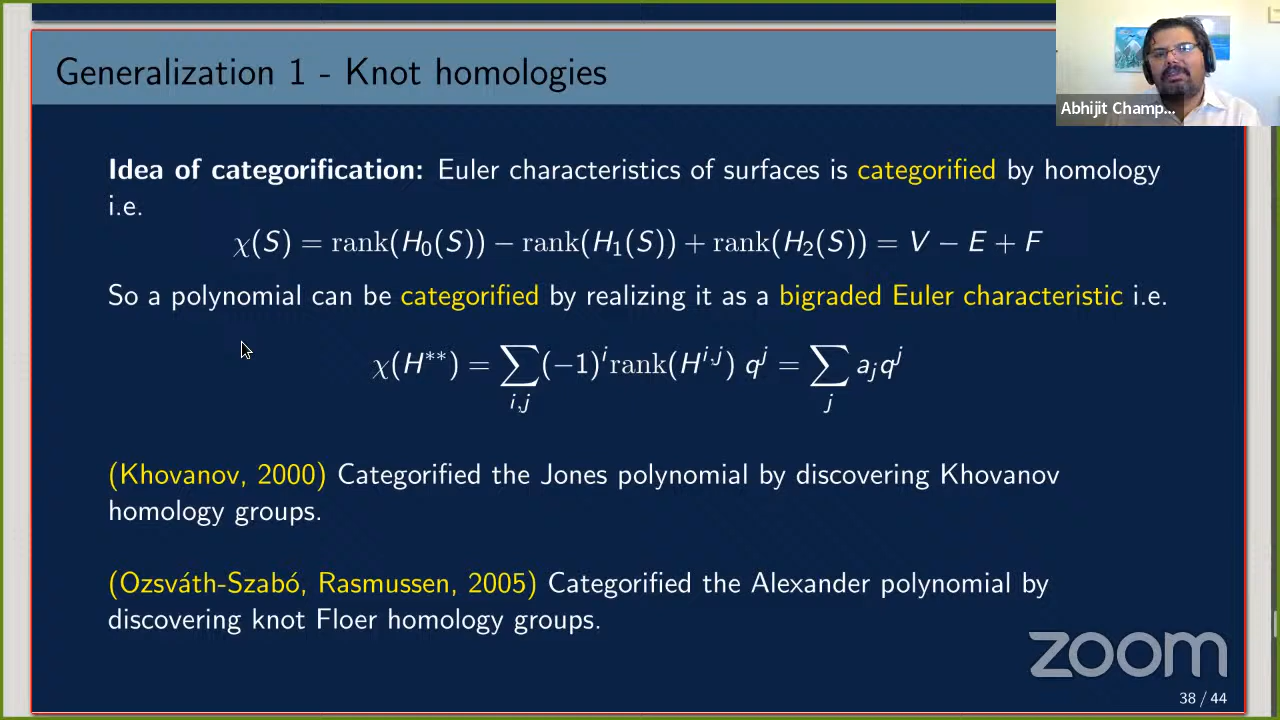 Generalization 1 - Knot homologies
Abhijit Champ...
Idea of categorification: Euler characteristics of surfaces is categorified by homology
i.e.
χ(S) = rank(H₀(S)) − rank(H₁(S)) + rank(H₂(S)) = V − E + F
So a polynomial can be categorified by realizing it as a bigraded Euler characteristic i.e.
χ(H**) = ∑_{i,j} (−1)^i rank(H^{i,j}) q^j = ∑_j a_j q^j
(Khovanov, 2000) Categorified the Jones polynomial by discovering Khovanov
homology groups.
(Ozsváth-Szabó, Rasmussen, 2005) Categorified the Alexander polynomial by
discovering knot Floer homology groups.
zoom
38 / 44